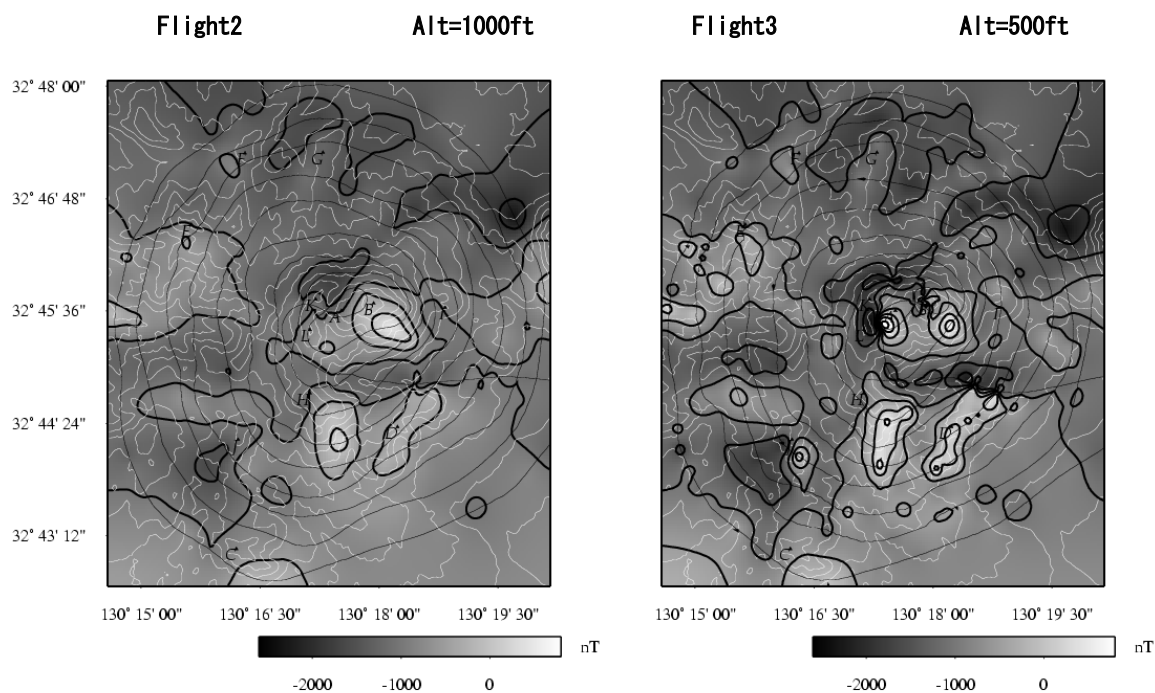 Flight2 Alt=1000ft Flight3 Alt=500ft
32° 48' 00"
F G F G
32° 46' 48"
E E
K B
32° 45' 36"
A
L
H H
32° 44' 24"
D D
32° 43' 12"
C C
130° 15' 00" 130° 16' 30" 130° 18' 00" 130° 19' 30" 130° 15' 00" 130° 16' 30" 130° 18' 00" 130° 19' 30"
nT nT
-2000 -1000 0 -2000 -1000 0